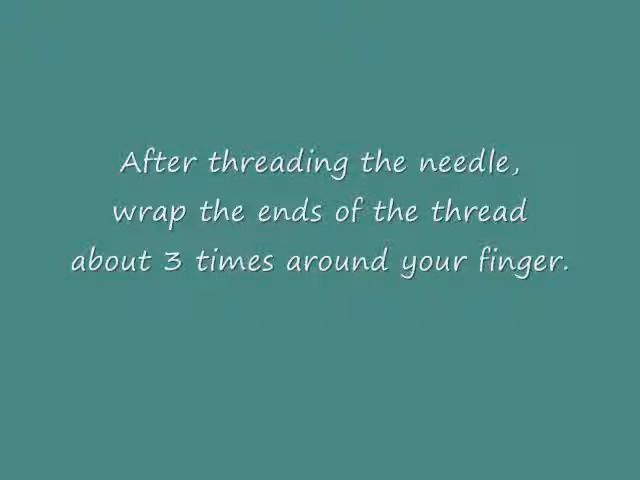 After threading the needle,
wrap the ends of the thread
about 3 times around your finger.